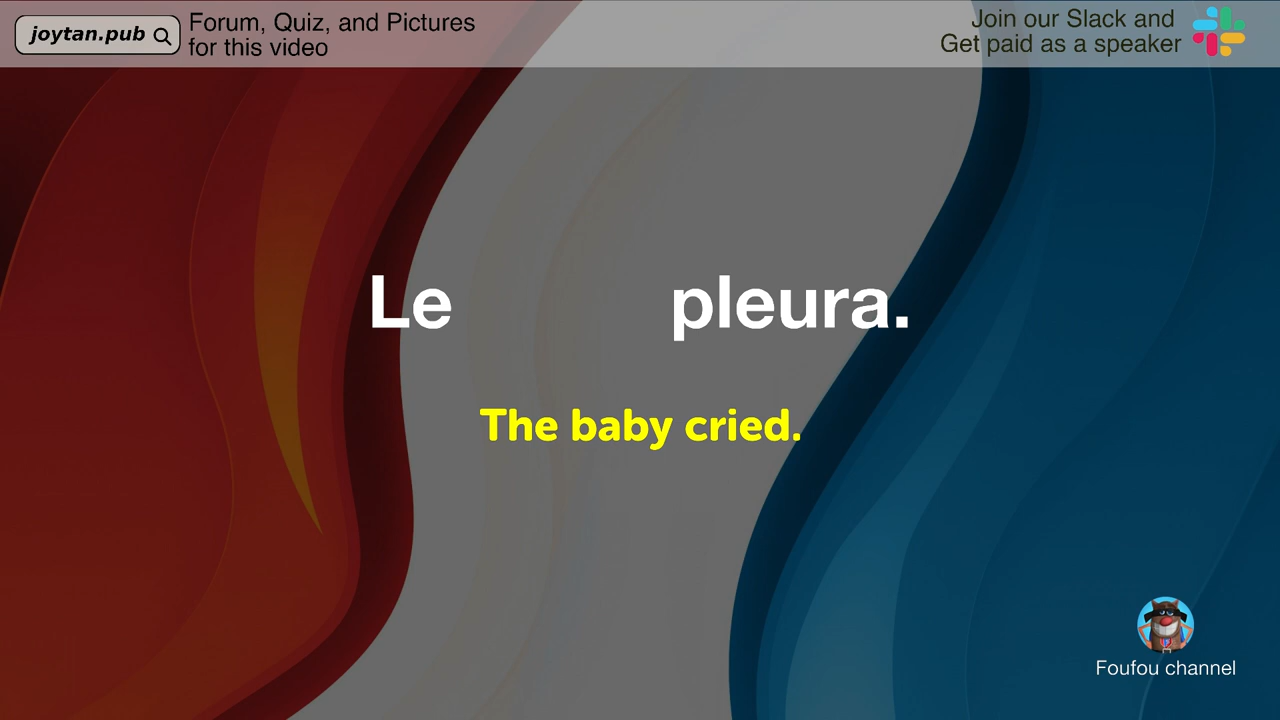 joytan.pub
Forum, Quiz, and Pictures
for this video
Join our Slack and
Get paid as a speaker
Le pleura.
The baby cried.
Foufou channel